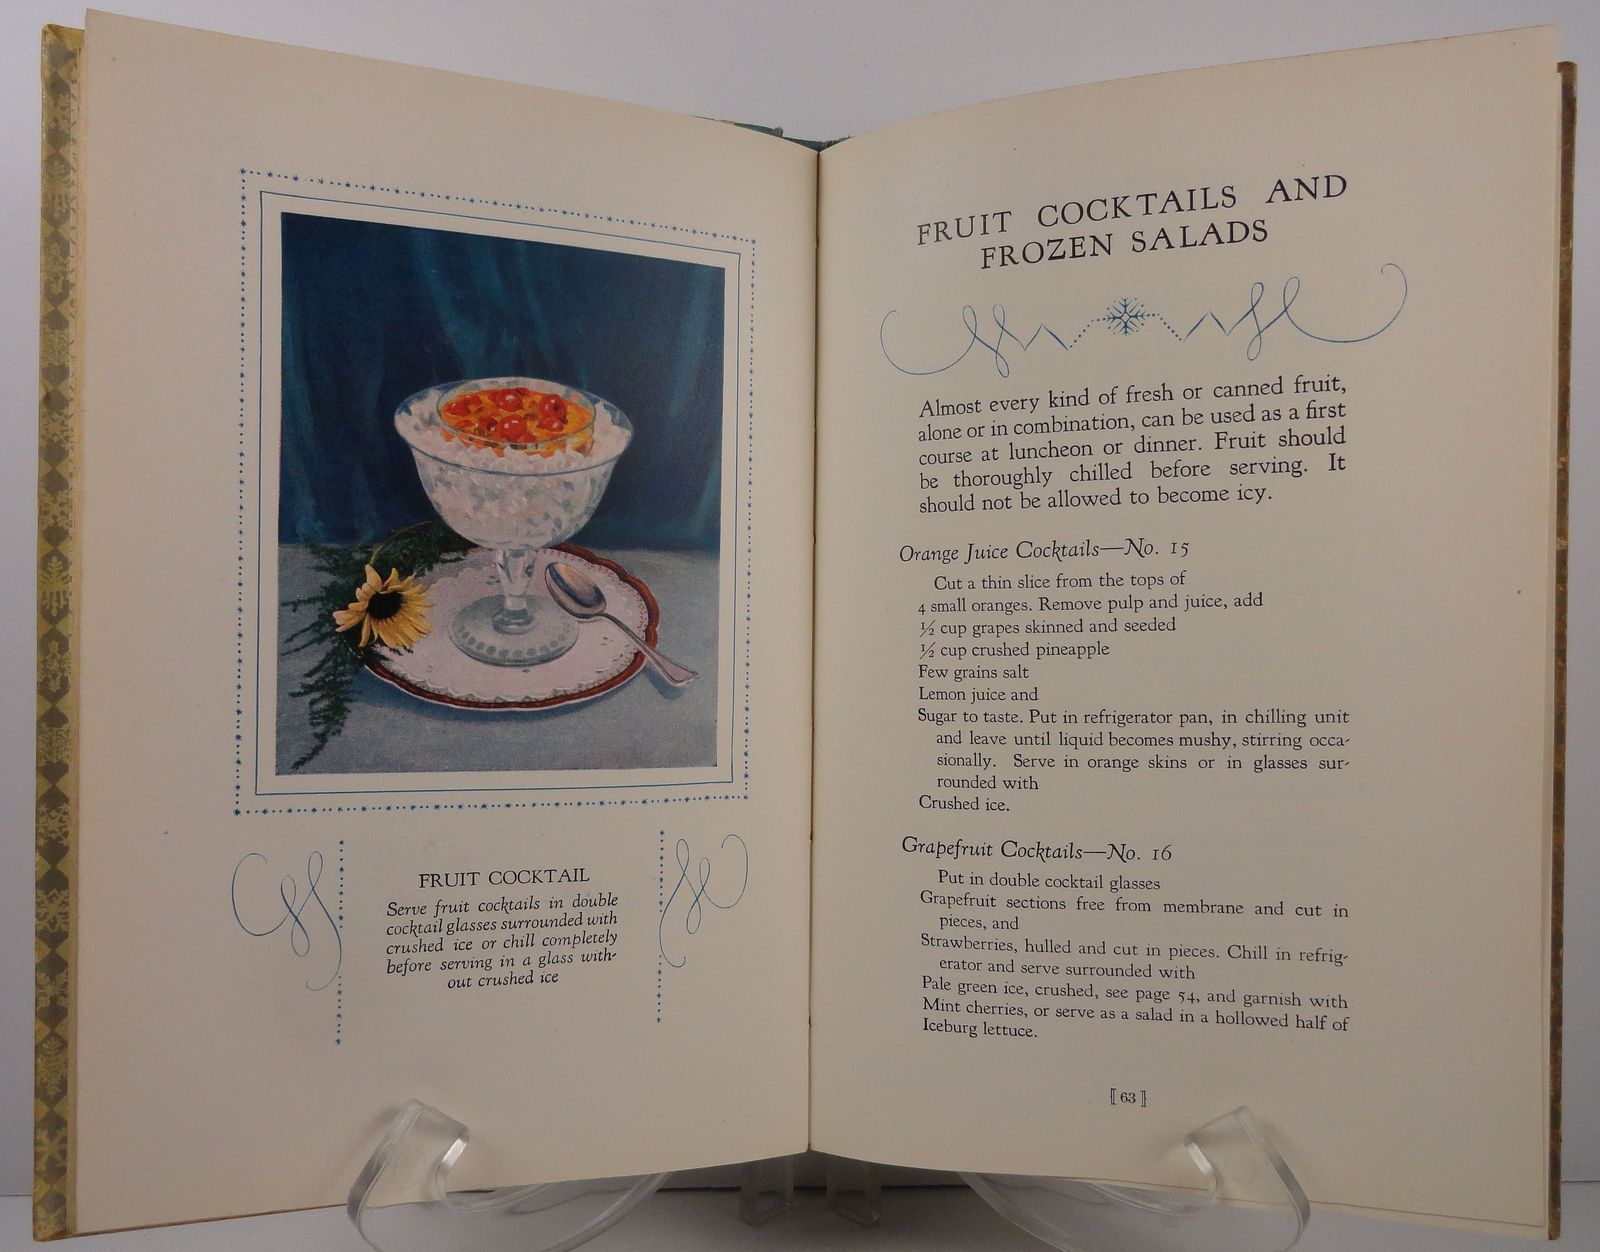 FRUIT COCKTAIL
Serve fruit cocktails in double
cocktail glasses surrounded with
crushed ice or chill completely
before serving in a glass with-
out crushed ice
FRUIT COCKTAILS AND
FROZEN SALADS
Almost every kind of fresh or canned fruit,
alone or in combination, can be used as a first
course at luncheon or dinner. Fruit should
be thoroughly chilled before serving. It
should not be allowed to become icy.
Orange Juice Cocktails—No. 15
Cut a thin slice from the tops of
4 small oranges. Remove pulp and juice, add
½ cup grapes skinned and seeded
½ cup crushed pineapple
Few grains salt
Lemon juice and
Sugar to taste. Put in refrigerator pan, in chilling unit
and leave until liquid becomes mushy, stirring occa-
sionally. Serve in orange skins or in glasses sur-
rounded with
Crushed ice.
Grapefruit Cocktails—No. 16
Put in double cocktail glasses
Grapefruit sections free from membrane and cut in
pieces, and
Strawberries, hulled and cut in pieces. Chill in refrig-
erator and serve surrounded with
Pale green ice, crushed, see page 54, and garnish with
Mint cherries, or serve as a salad in a hollowed half of
Iceburg lettuce.
[ 63 ]